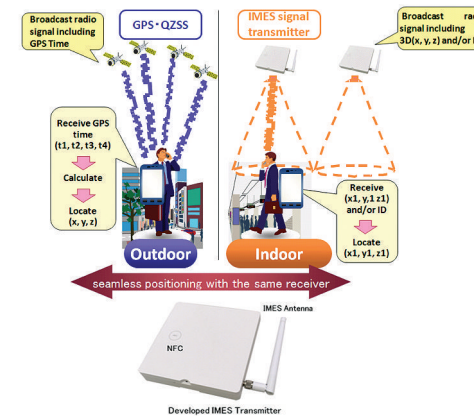 Broadcast radio
signal including
GPS Time
GPS・QZSS
IMES signal
transmitter
Broadcast
signal including
3D(x, y, z) and/or
Receive GPS
time
(t1, t2, t3, t4)
Calculate
Locate
(x, y, z)
Receive
(x1, y,1 z1)
and/or ID
Locate
(x1, y1, z1)
Outdoor
Indoor
seamless positioning with the same receiver
IMES Antenna
NFC
Developed IMES Transmitter